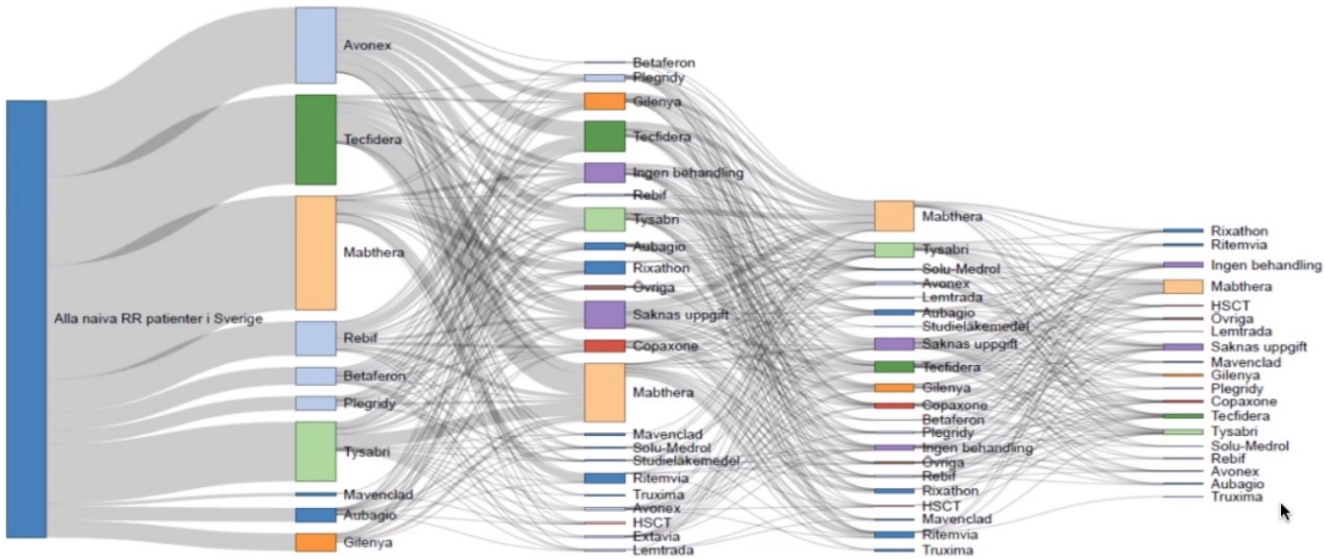 Alla naiva RR patienter i Sverige
Avonex
Tecfidera
Mabthera
Rebif
Betaferon
Plegridy
Tysabri
Mavenclad
Aubagio
Gilenya
Betaferon
Plegridy
Gilenya
Tecfidera
Ingen behandling
Rebif
Tysabri
Aubagio
Rixathon
Övriga
Saknas uppgift
Copaxone
Mabthera
Mavenclad
Solu-Medrol
Studieläkemedel
Ritemvia
Truxima
Avonex
HSCT
Extavia
Lemtrada
Mabthera
Tysabri
Solu-Medrol
Avonex
Lemtrada
Aubagio
Studieläkemedel
Saknas uppgift
Tecfidera
Gilenya
Copaxone
Betaferon
Plegridy
Ingen behandling
Övriga
Rebif
Rixathon
HSCT
Mavenclad
Ritemvia
Truxima
Rixathon
Ritemvia
Ingen behandling
Mabthera
HSCT
Övriga
Lemtrada
Saknas uppgift
Mavenclad
Gilenya
Plegridy
Copaxone
Tecfidera
Tysabri
Solu-Medrol
Rebif
Avonex
Aubagio
Truxima